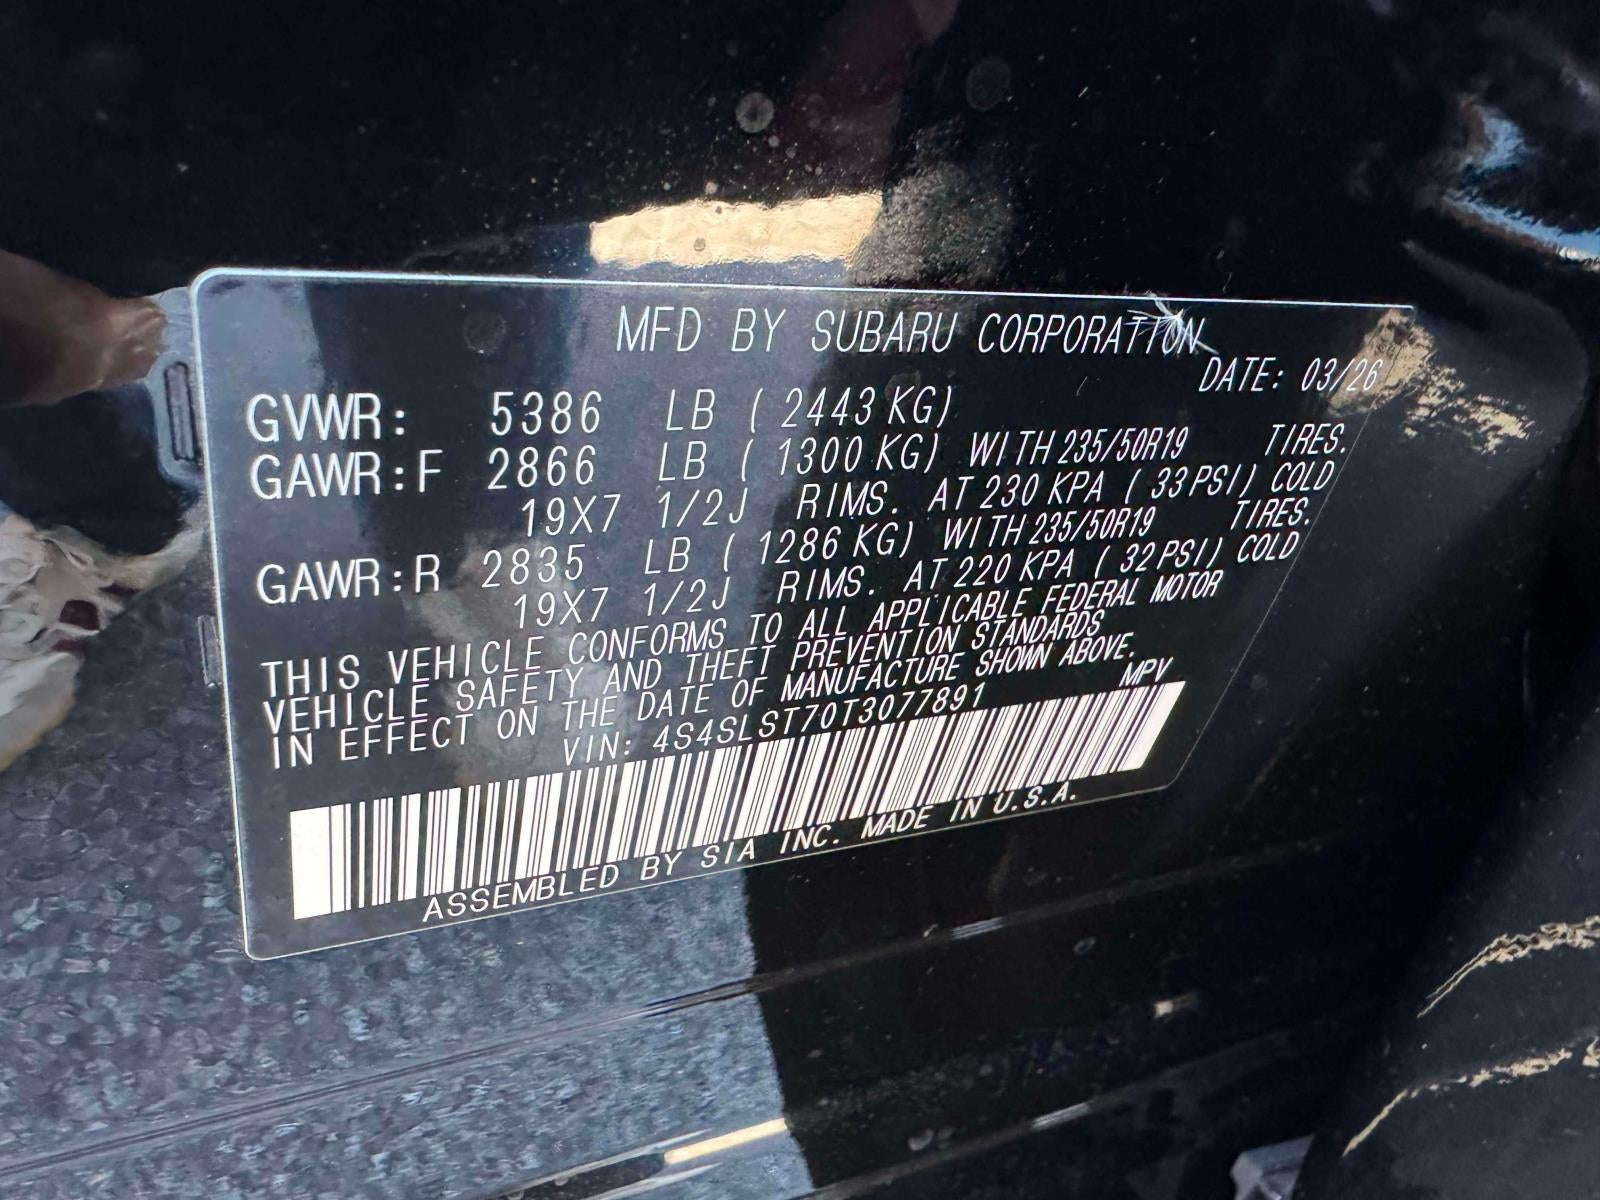 MFD BY SUBARU CORPORATION
DATE: 03/26
GVWR: 5386 LB (2443 KG)
GAWR:F 2866 LB (1300 KG) WITH 235/50R19 TIRES.
19X7 1/2J RIMS. AT 230 KPA (33PSI) COLD
GAWR:R 2835 LB (1286 KG) WITH 235/50R19 TIRES.
19X7 1/2J RIMS. AT 220 KPA (32PSI) COLD
THIS VEHICLE CONFORMS TO ALL APPLICABLE FEDERAL MOTOR
VEHICLE SAFETY AND THEFT PREVENTION STANDARDS
IN EFFECT ON THE DATE OF MANUFACTURE SHOWN ABOVE.
VIN: 4S4SLST70T3077891 MPV
ASSEMBLED BY SIA INC. MADE IN U.S.A.